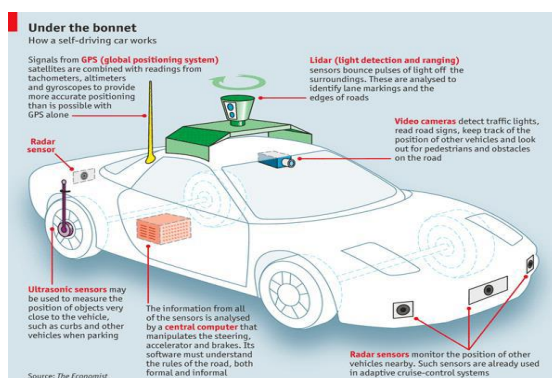 Under the bonnet
How a self-driving car works
Signals from GPS (global positioning system)
satellites are combined with readings from
tachometers, altimeters
and gyroscopes to provide
more accurate positioning
than is possible with
GPS alone
Lidar (light detection and ranging)
sensors bounce pulses of light off the
surroundings. These are analysed to
identify lane markings and the
edges of roads
Video cameras detect traffic lights,
read road signs, keep track of the
position of other vehicles and look
out for pedestrians and obstacles
on the road
Radar
sensor
Ultrasonic sensors may
be used to measure the
position of objects very
close to the vehicle,
such as curbs and other
vehicles when parking
The information from all
of the sensors is analysed
by a central computer that
manipulates the steering,
accelerator and brakes. Its
software must understand
the rules of the road, both
formal and informal
Radar sensors monitor the position of other
vehicles nearby. Such sensors are already used
in adaptive cruise-control systems
Source: The Economist